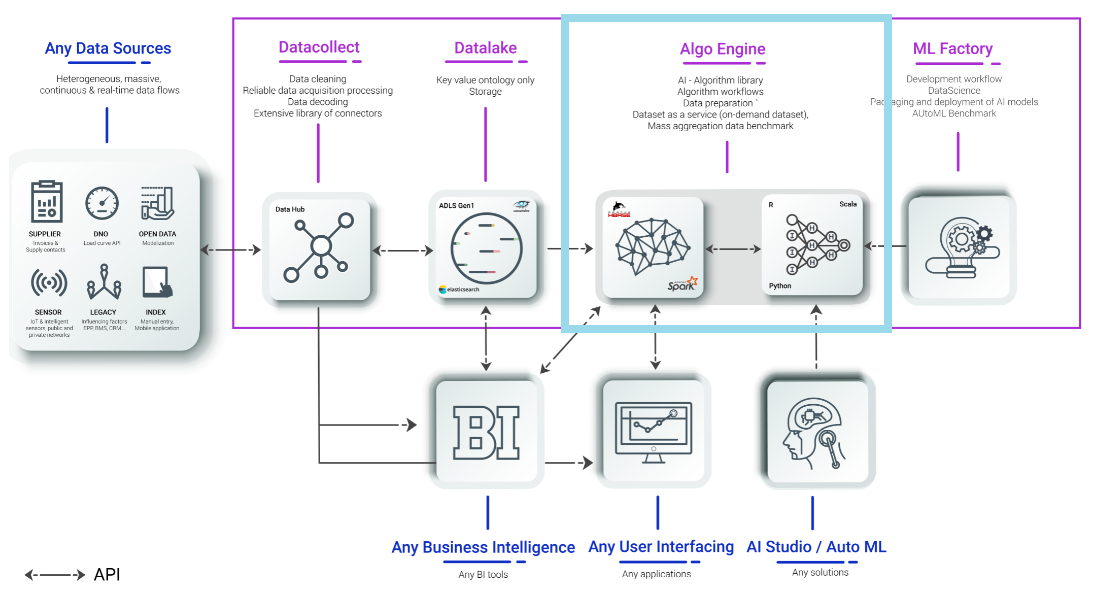 Any Data Sources
Heterogeneous, massive,
continuous & real-time data flows
Datacollect
Data cleaning
Reliable data acquisition processing
Data decoding
Extensive library of connectors
Datalake
Key value ontology only
Storage
Algo Engine
AI - Algorithm library
Algorithm workflows
Data preparation `
Dataset as a service (on-demand dataset),
Mass aggregation data benchmark
ML Factory
Development workflow
DataScience
Packaging and deployment of AI models
AUtoML Benchmark
SUPPLIER
Invoices &
Supply contacts
DNO
Load curve API
OPEN DATA
Modelization
SENSOR
IoT & intelligent
sensors, public and
private networks
LEGACY
Influencing factors
EPP, BMS, CRM...
INDEX
Manual entry,
Mobile application
Data Hub
ADLS Gen1
elasticsearch
Spark
R
Scala
Python
BI
Any Business Intelligence
Any BI tools
Any User Interfacing
Any applications
AI Studio / Auto ML
Any solutions
API